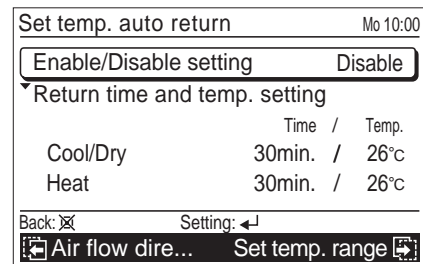 Set temp. auto return Mo 10:00
Enable/Disable setting Disable
Return time and temp. setting
Time / Temp.
Cool/Dry 30min. / 26°C
Heat 30min. / 26°C
Back: Setting:
Air flow dire... Set temp. range